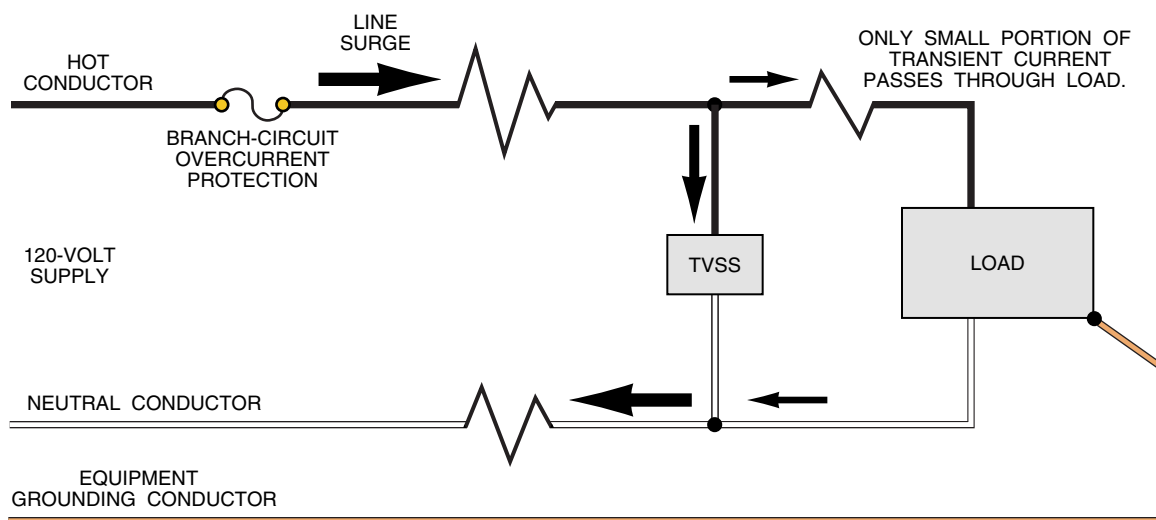 LINE
SURGE
ONLY SMALL PORTION OF
TRANSIENT CURRENT
PASSES THROUGH LOAD.
HOT
CONDUCTOR
BRANCH-CIRCUIT
OVERCURRENT
PROTECTION
120-VOLT
SUPPLY
TVSS
LOAD
NEUTRAL CONDUCTOR
EQUIPMENT
GROUNDING CONDUCTOR